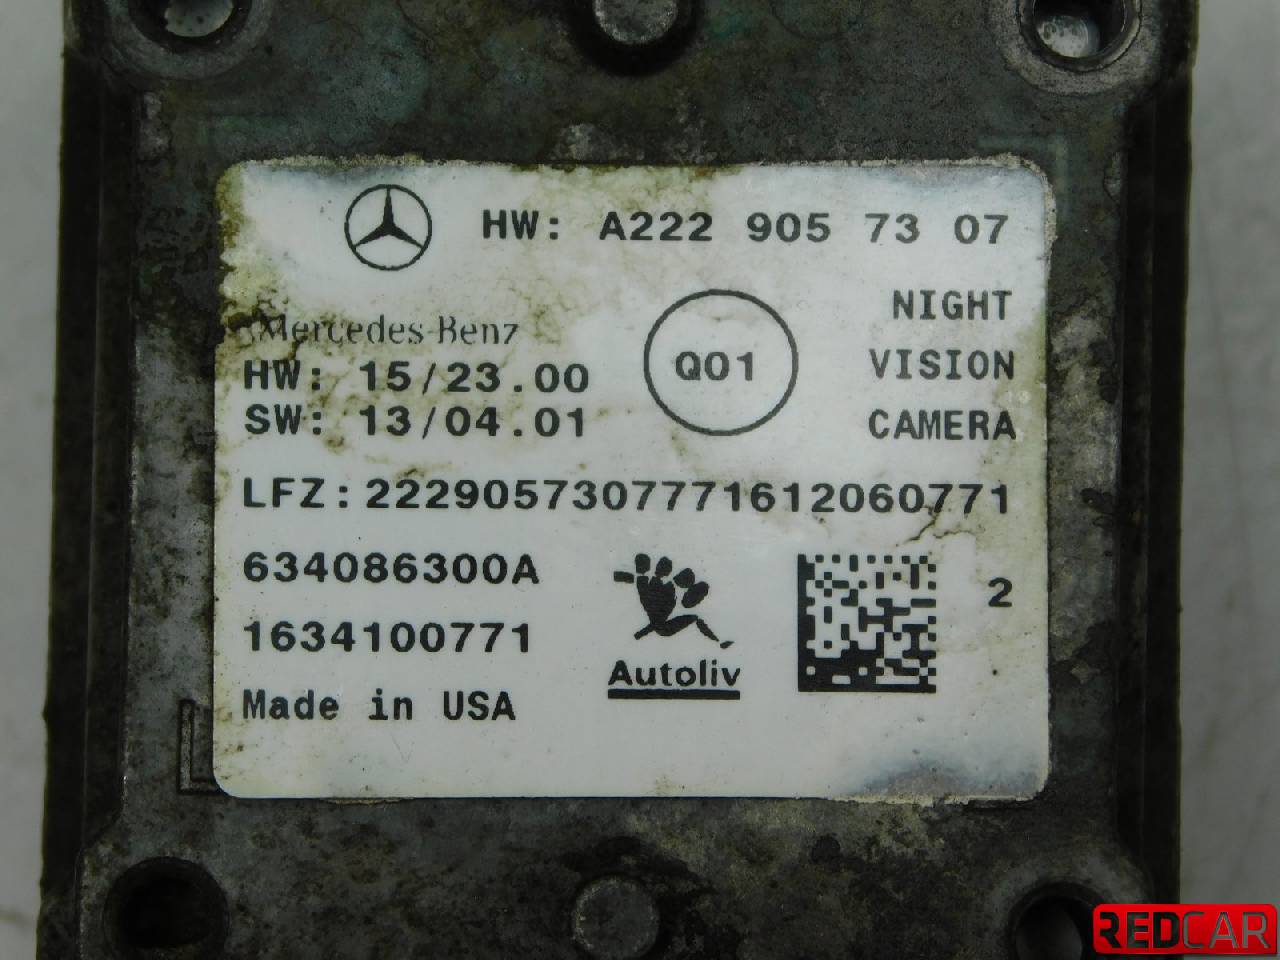 HW: A222 905 73 07
Mercedes-Benz
HW: 15/23.00
SW: 13/04.01
Q01
NIGHT
VISION
CAMERA
LFZ:2229057307771612060771
634086300A
1634100771
Made in USA
Autoliv
2
REDCAR